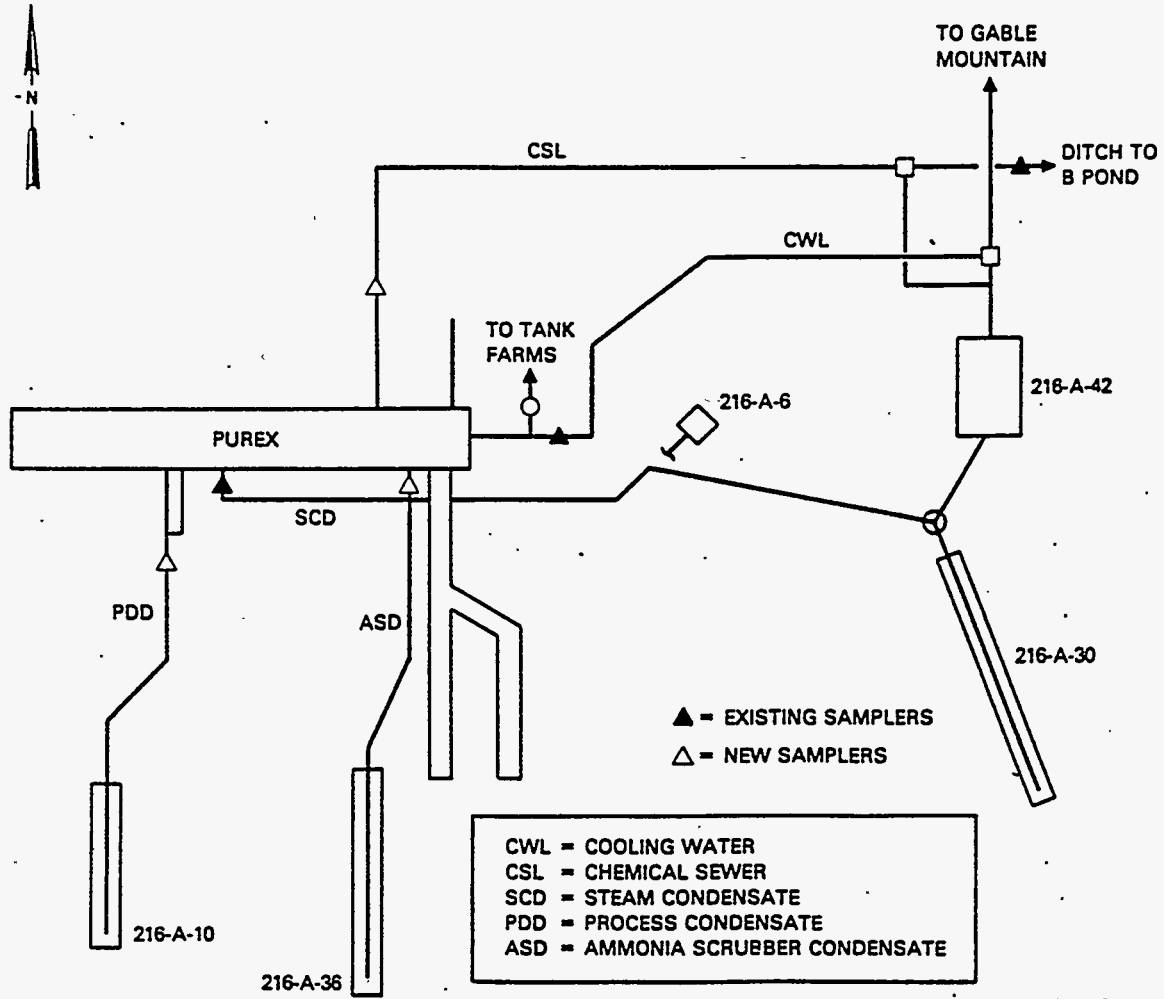 TO GABLE
MOUNTAIN
- N
CSL
DITCH TO
B POND
CWL
TO TANK
FARMS
216-A-42
216-A-6
PUREX
SCD
PDD
ASD
216-A-30
▲ = EXISTING SAMPLERS
△ = NEW SAMPLERS
CWL = COOLING WATER
CSL = CHEMICAL SEWER
SCD = STEAM CONDENSATE
PDD = PROCESS CONDENSATE
ASD = AMMONIA SCRUBBER CONDENSATE
216-A-10
216-A-36